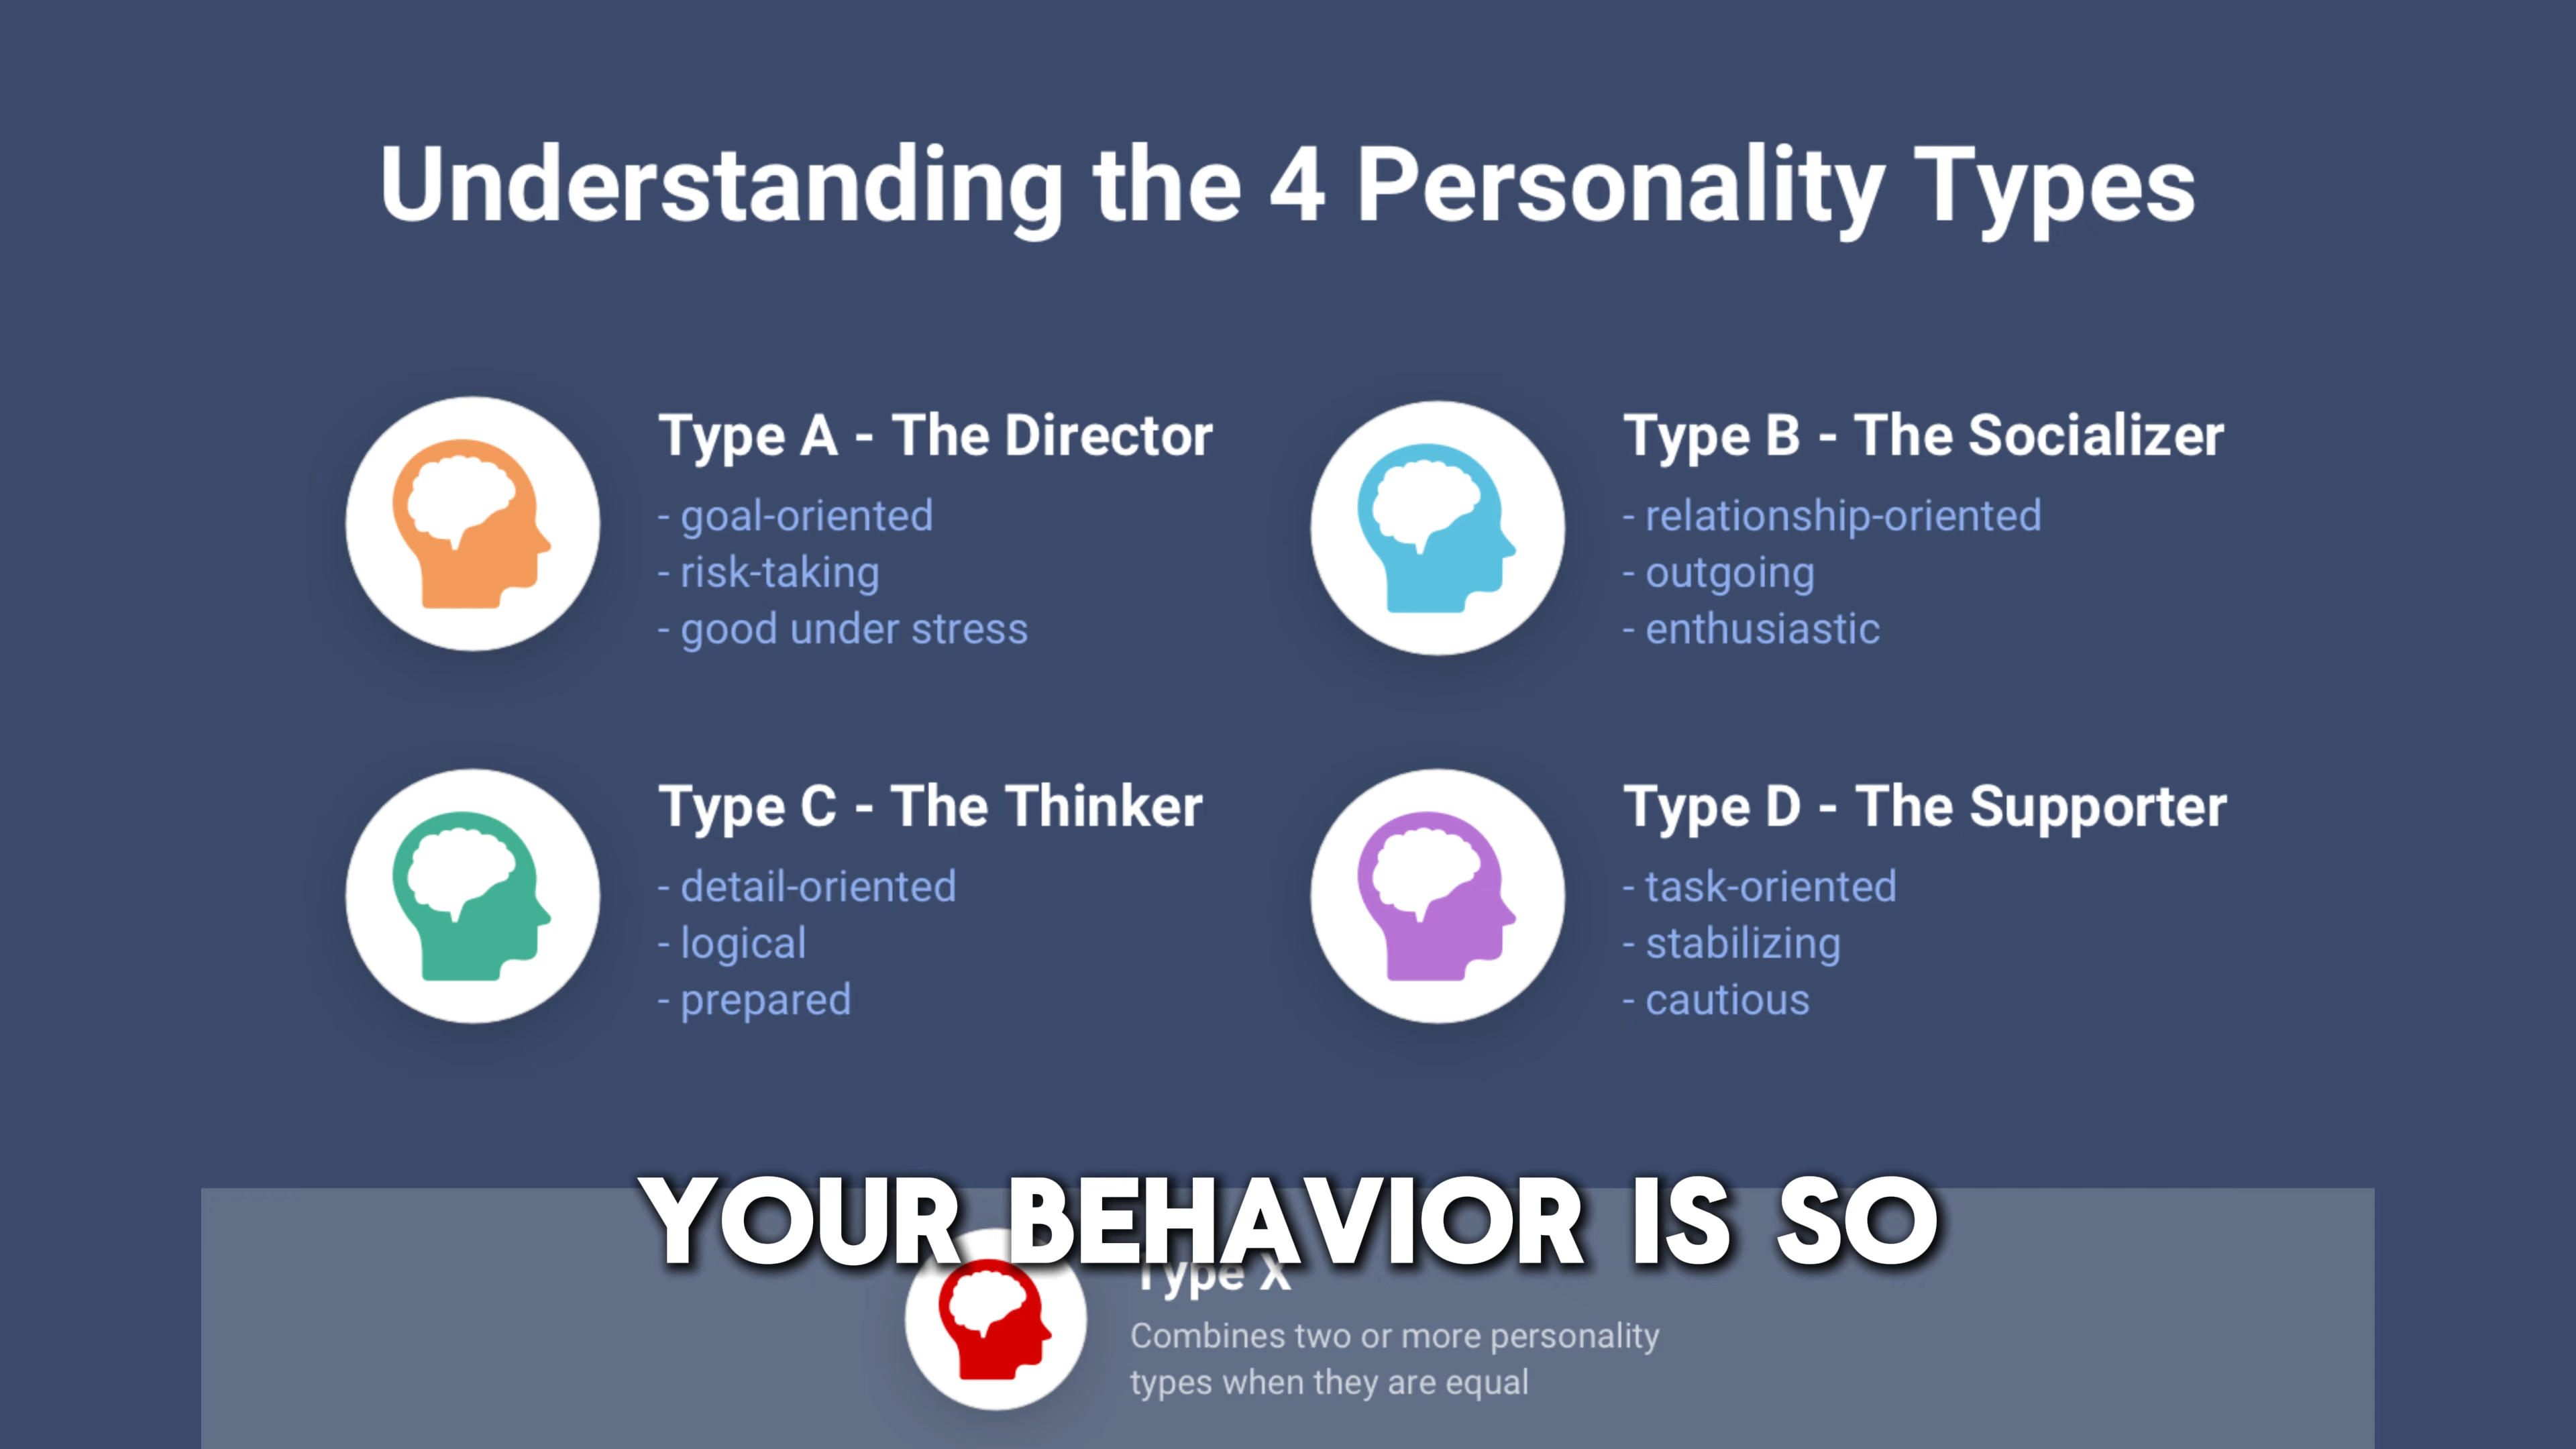 Understanding the 4 Personality Types
Type A - The Director
- goal-oriented
- risk-taking
- good under stress
Type B - The Socializer
- relationship-oriented
- outgoing
- enthusiastic
Type C - The Thinker
- detail-oriented
- logical
- prepared
Type D - The Supporter
- task-oriented
- stabilizing
- cautious
YOUR BEHAVIOR IS SO
Type X
Combines two or more personality
types when they are equal